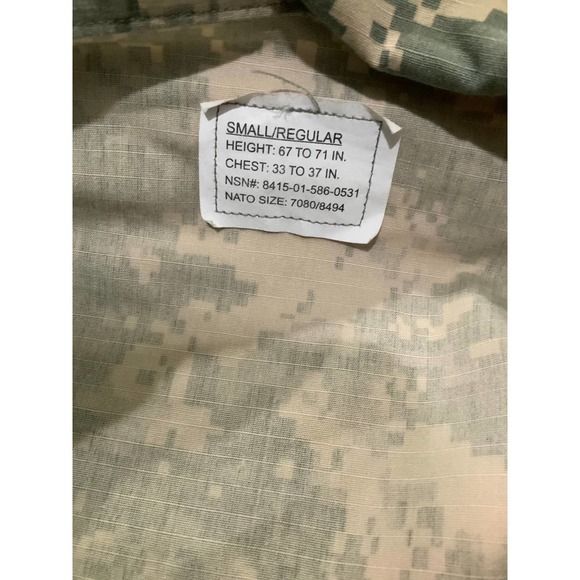 SMALL/REGULAR
HEIGHT: 67 TO 71 IN.
CHEST: 33 TO 37 IN.
NSN#: 8415-01-586-0531
NATO SIZE: 7080/8494